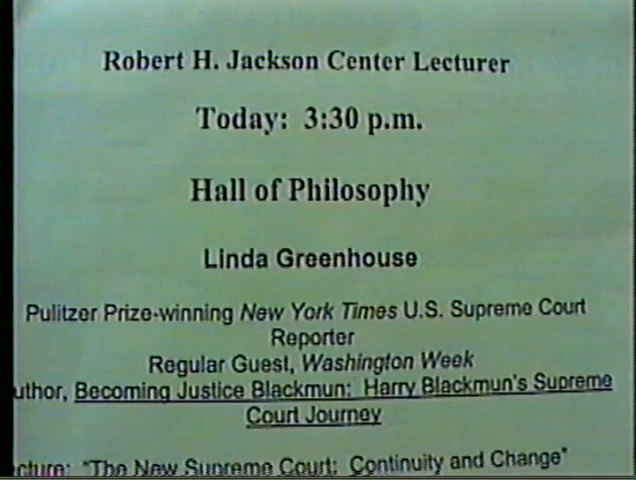 Robert H. Jackson Center Lecturer
Today: 3:30 p.m.
Hall of Philosophy
Linda Greenhouse
Pulitzer Prize-winning New York Times U.S. Supreme Court
Reporter
Regular Guest, Washington Week
uthor, Becoming Justice Blackmun: Harry Blackmun's Supreme
Court Journey
cture: "The New Supreme Court: Continuity and Change"